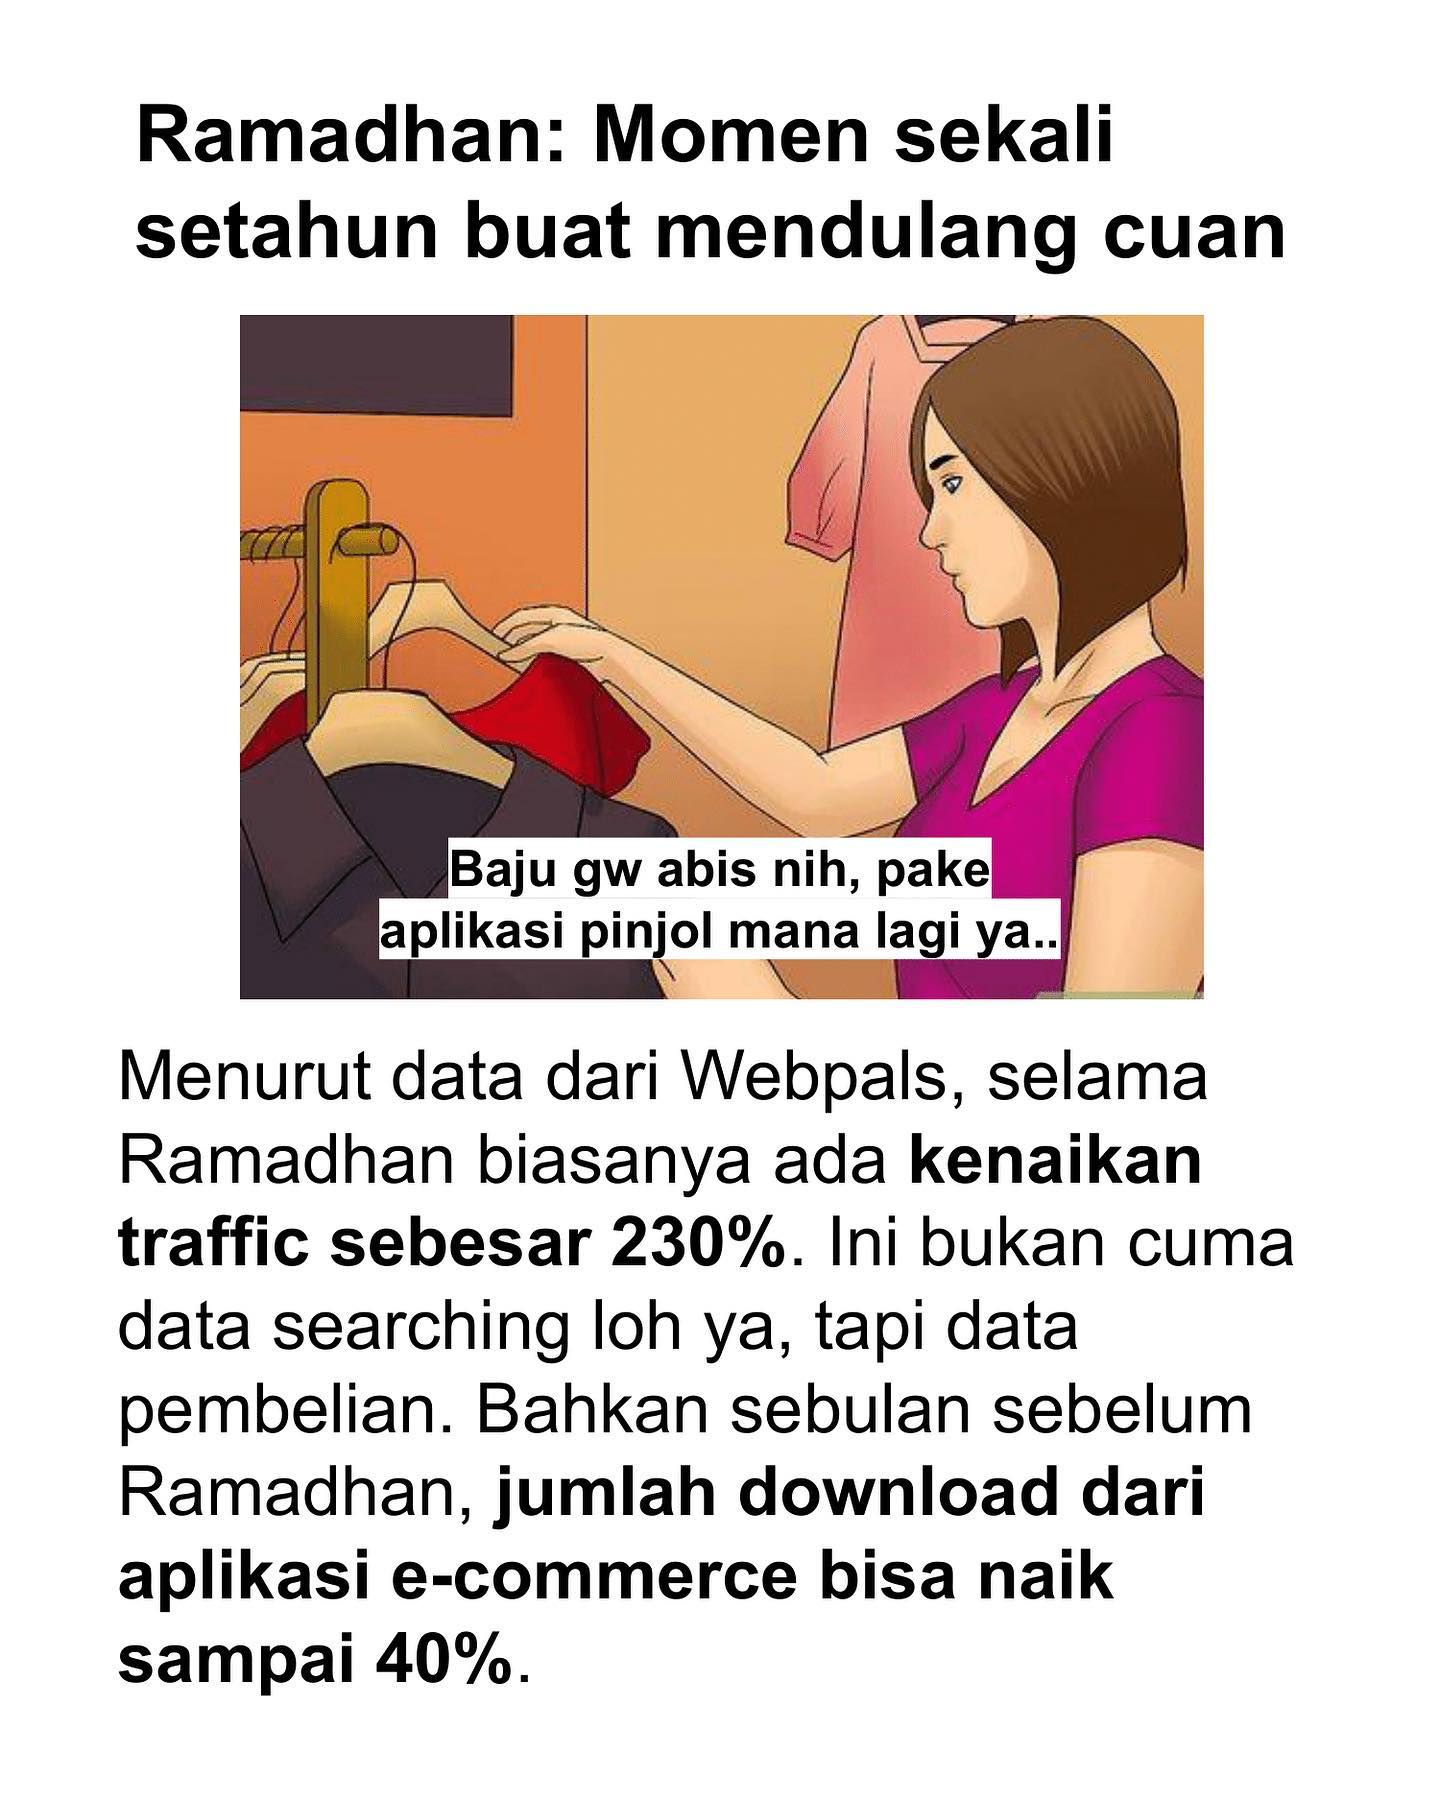 Ramadhan: Momen sekali
setahun buat mendulang cuan
Baju gw abis nih, pake
aplikasi pinjol mana lagi ya..
Menurut data dari Webpals, selama
Ramadhan biasanya ada kenaikan
traffic sebesar 230%. Ini bukan cuma
data searching loh ya, tapi data
pembelian. Bahkan sebulan sebelum
Ramadhan, jumlah download dari
aplikasi e-commerce bisa naik
sampai 40%.